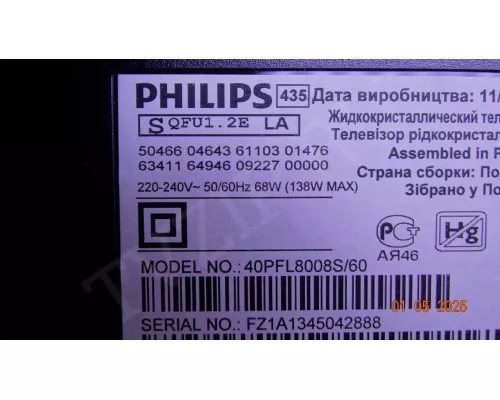 PHILIPS 435 Дата виробництва: 11/
S QFU1.2E LA Жидкокристаллический тел
Телевізор рідкокристал
50466 04643 61103 01476 Assembled in
63411 64946 09227 00000 Страна сборки: По
220-240V~ 50/60Hz 68W (138W MAX) Зібрано у П
Hg
АЯ46
MODEL NO.: 40PFL8008S/60
01 05 2025
SERIAL NO.: FZ1A1345042888